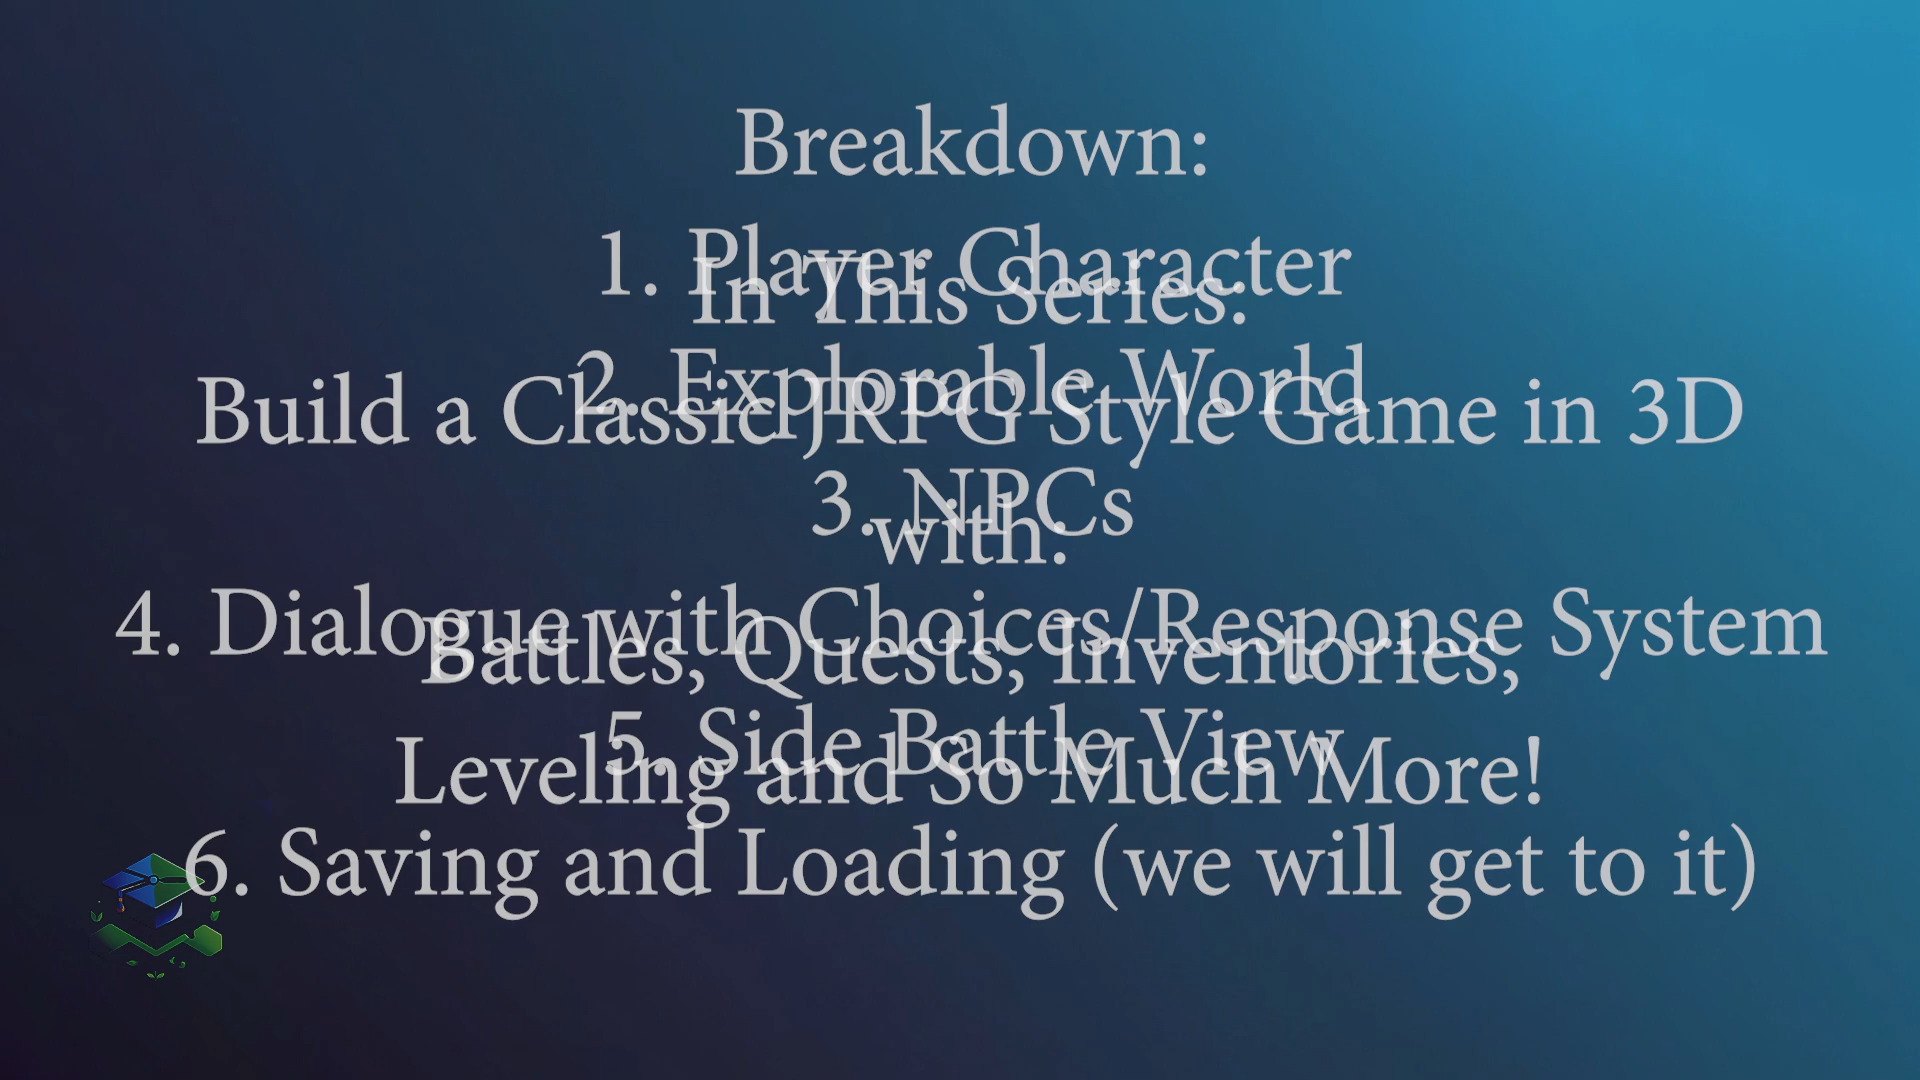 Breakdown:
1. Player Character
In This Series:
2. Explorable World
Build a Classic JRPG Style Game in 3D
3. NPCs
with:
4. Dialogue with Choices/Response System
Battles, Quests, Inventories,
5. Side Battle View
Leveling and So Much More!
6. Saving and Loading (we will get to it)